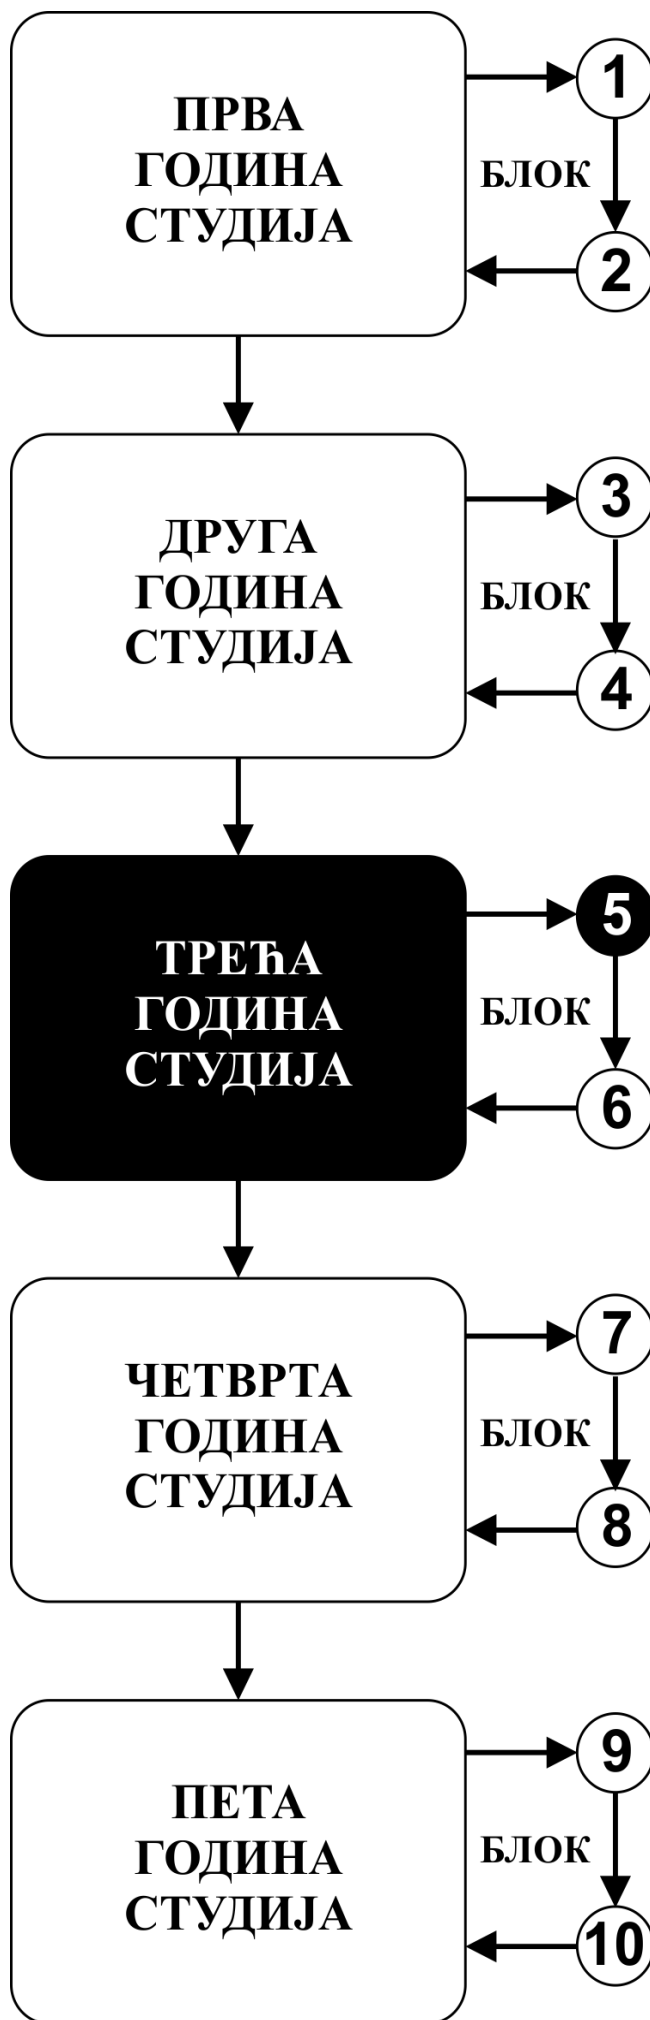 ПРВА
ГОДИНА
СТУДИЈА
1
БЛОК
2
ДРУГА
ГОДИНА
СТУДИЈА
3
БЛОК
4
ТРЕЋА
ГОДИНА
СТУДИЈА
5
БЛОК
6
ЧЕТВРТА
ГОДИНА
СТУДИЈА
7
БЛОК
8
ПЕТА
ГОДИНА
СТУДИЈА
9
БЛОК
10